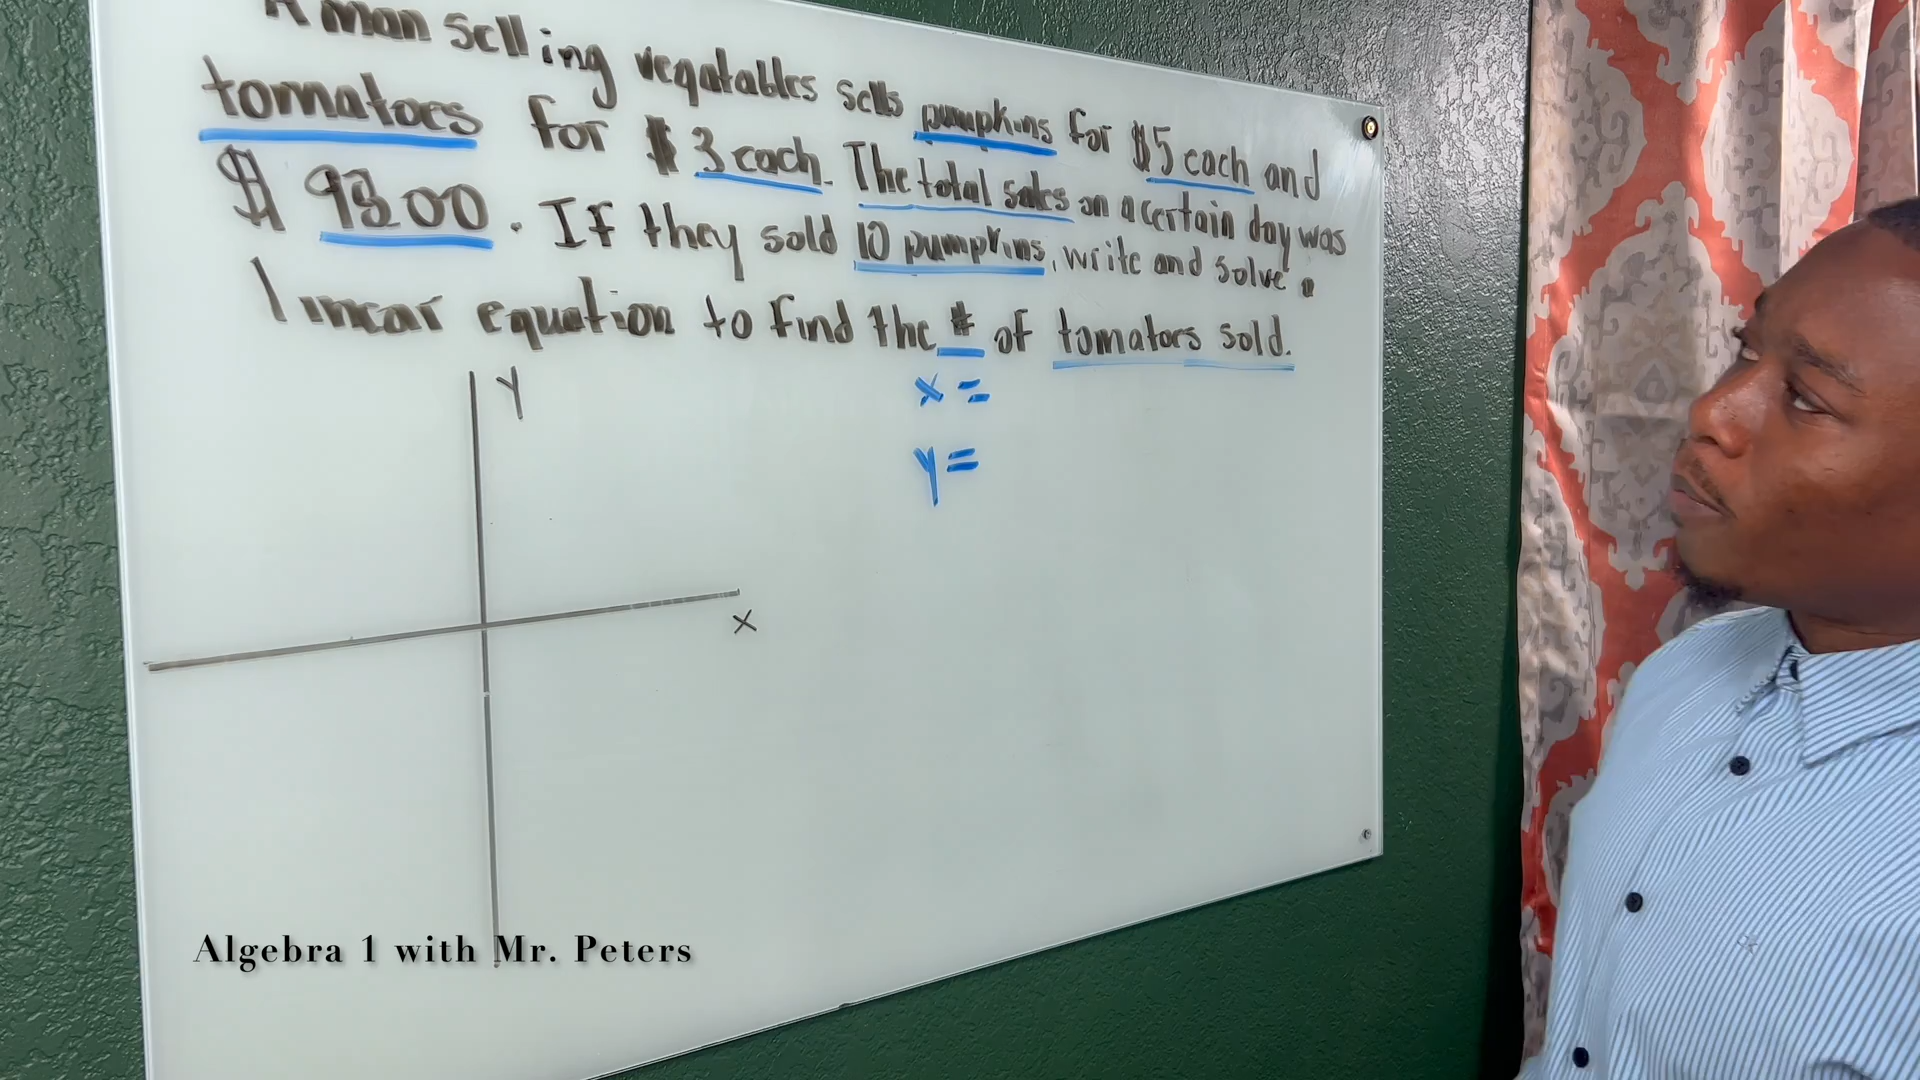 A man selling vegatables sells pumpkins for $5 each and
tomatoes for $3 each. The total sales on a certain day was
$ 9800. If they sold 10 pumpkins, write and solve a
linear equation to find the # of tomatoes sold.
Y
X
x =
y =
Algebra 1 with Mr. Peters